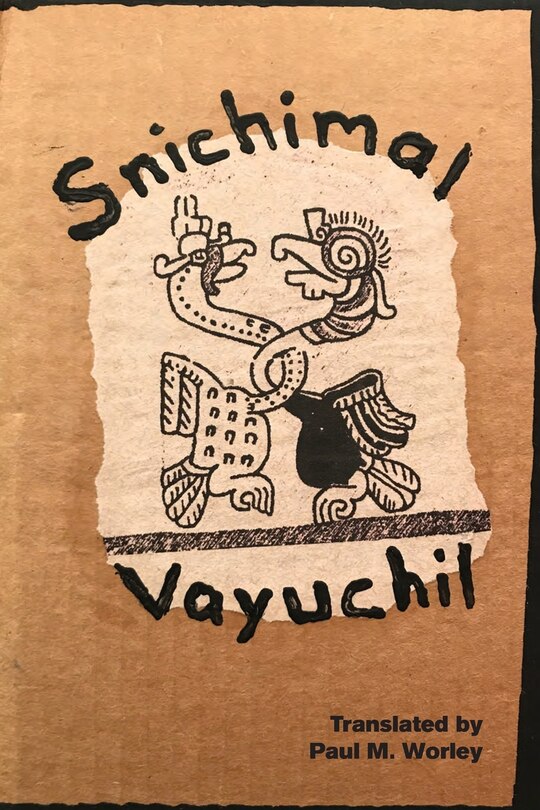 Snichimal
Vayuchil
Translated by
Paul M. Worley